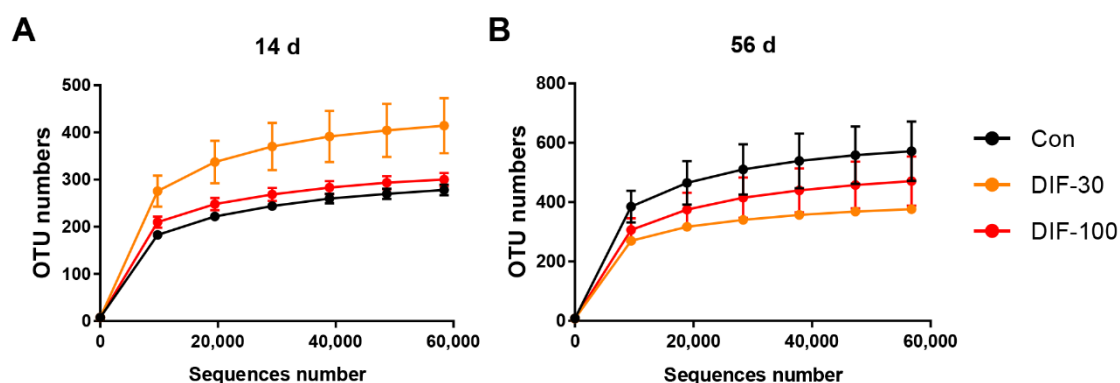 A
14 d
OTU numbers
500
400
300
200
100
0
0
20,000
40,000
60,000
Sequences number
B
56 d
OTU numbers
800
600
400
200
0
0
20,000
40,000
60,000
Sequences number
Con
DIF-30
DIF-100